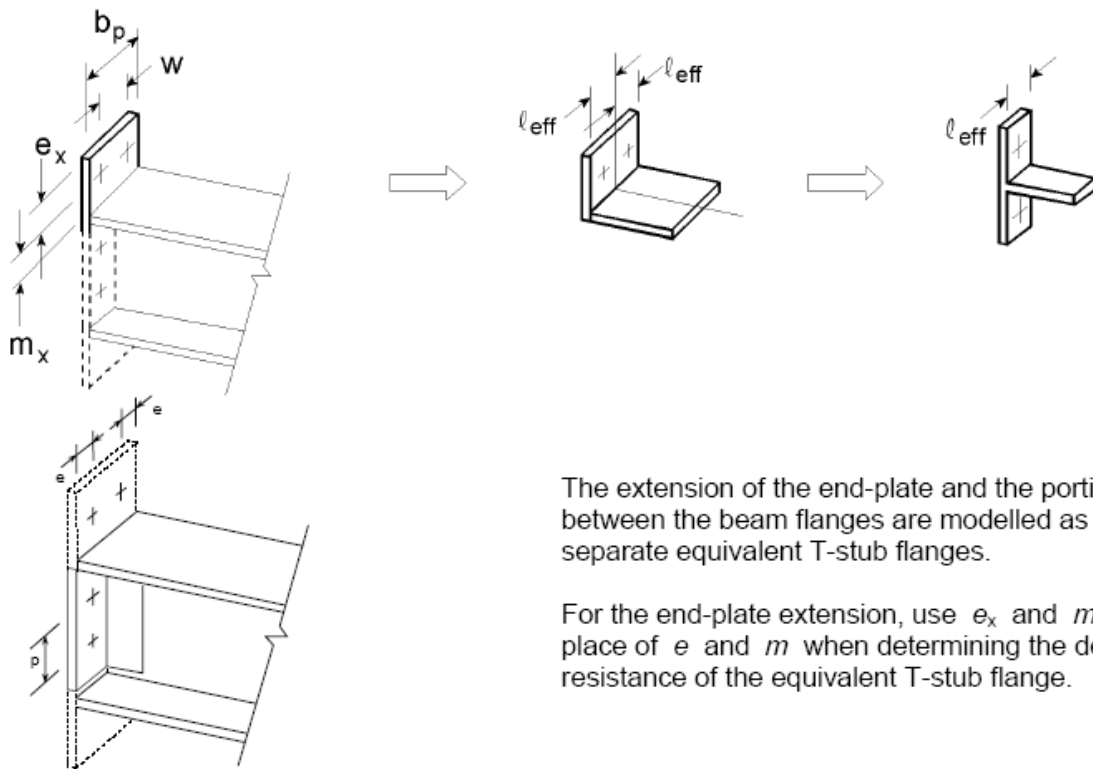 b_p
w
ℓ_eff
ℓ_eff
ℓ_eff
e_x
m_x
e
e
p
The extension of the end-plate and the porti
between the beam flanges are modelled as
separate equivalent T-stub flanges.
For the end-plate extension, use e_x and m
place of e and m when determining the de
resistance of the equivalent T-stub flange.